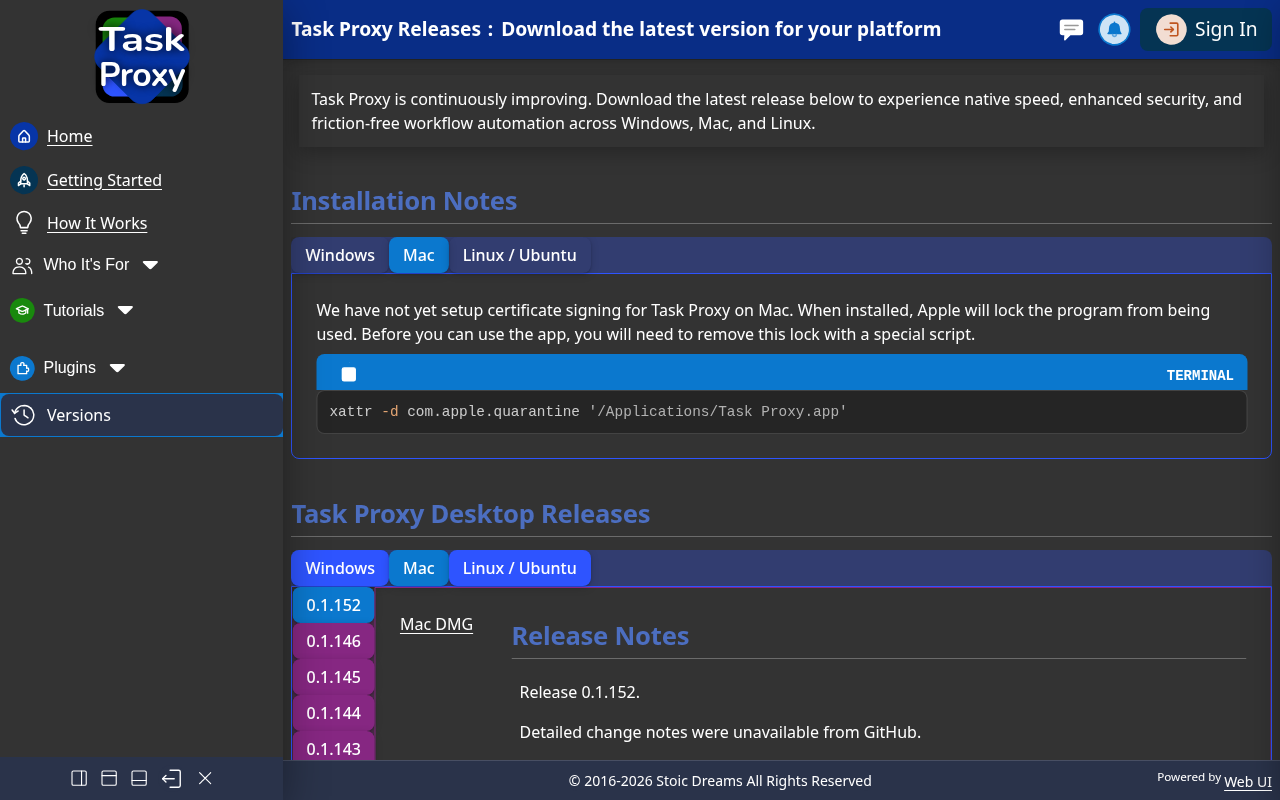 Task
Proxy
Home
Getting Started
How It Works
Who It's For
Tutorials
Plugins
Versions
Task Proxy Releases : Download the latest version for your platform
Sign In
Task Proxy is continuously improving. Download the latest release below to experience native speed, enhanced security, and
friction-free workflow automation across Windows, Mac, and Linux.
Installation Notes
Windows Mac Linux / Ubuntu
We have not yet setup certificate signing for Task Proxy on Mac. When installed, Apple will lock the program from being
used. Before you can use the app, you will need to remove this lock with a special script.
TERMINAL
xattr -d com.apple.quarantine '/Applications/Task Proxy.app'
Task Proxy Desktop Releases
Windows Mac Linux / Ubuntu
0.1.152
0.1.146
0.1.145
0.1.144
0.1.143
Mac DMG
Release Notes
Release 0.1.152.
Detailed change notes were unavailable from GitHub.
© 2016-2026 Stoic Dreams All Rights Reserved
Powered by Web UI